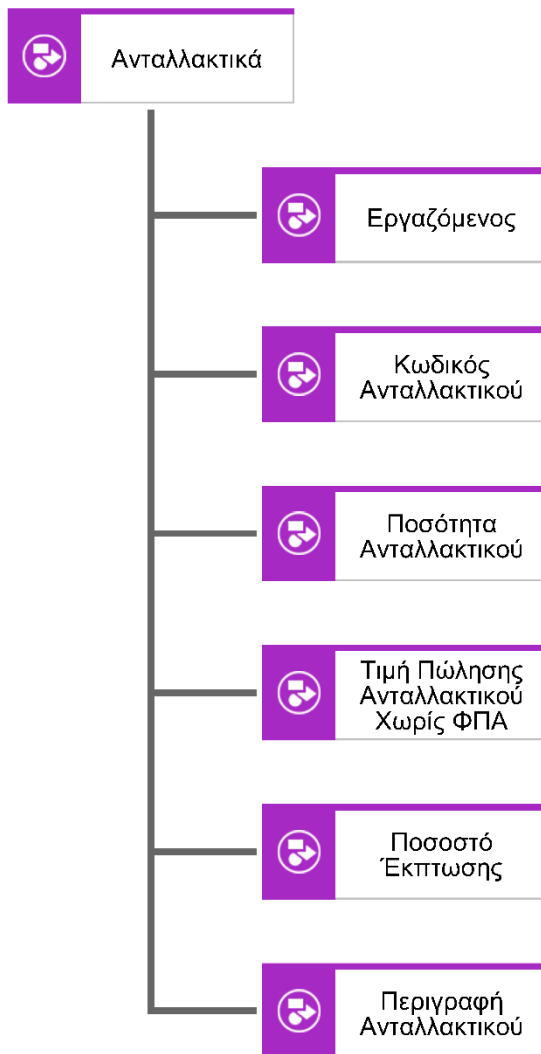 Ανταλλακτικά
Εργαζόμενος
Κωδικός
Ανταλλακτικού
Ποσότητα
Ανταλλακτικού
Τιμή Πώλησης
Ανταλλακτικού
Χωρίς ΦΠΑ
Ποσοστό
Έκπτωσης
Περιγραφή
Ανταλλακτικού